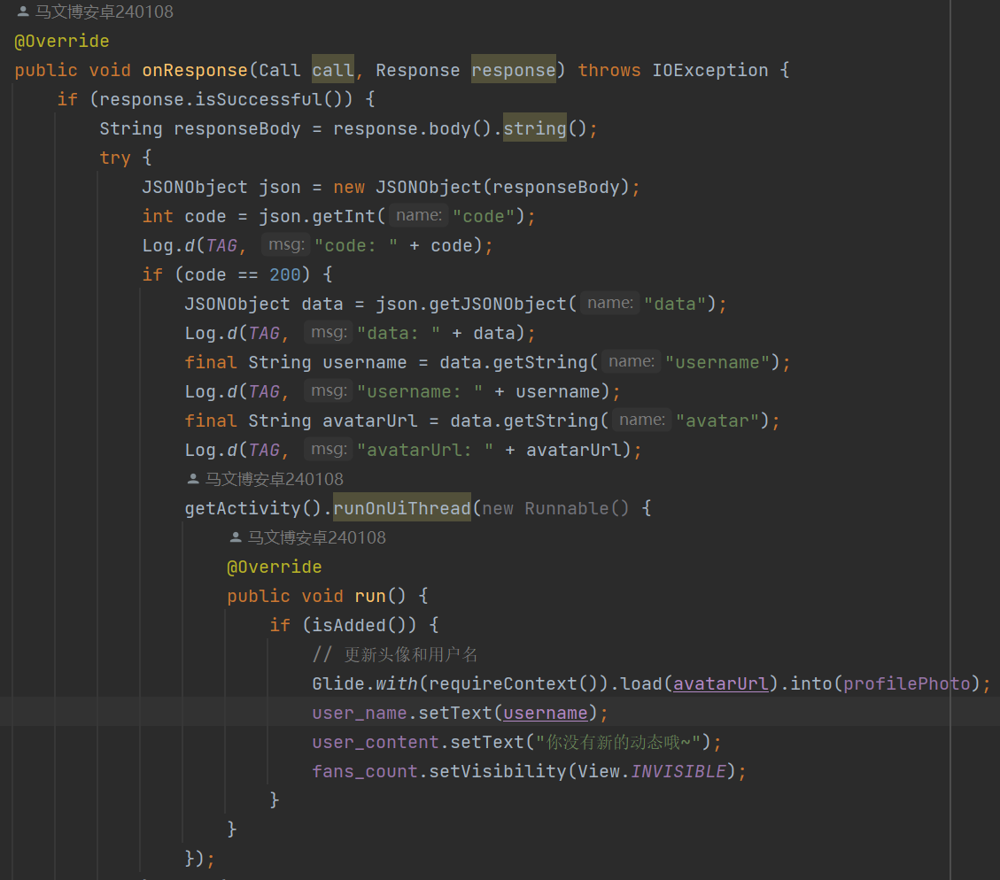 马文博安卓240108
@Override
public void onResponse(Call call, Response response) throws IOException {
if (response.isSuccessful()) {
String responseBody = response.body().string();
try {
JSONObject json = new JSONObject(responseBody);
int code = json.getInt( name: "code");
Log.d(TAG, msg: "code: " + code);
if (code == 200) {
JSONObject data = json.getJSONObject( name: "data");
Log.d(TAG, msg: "data: " + data);
final String username = data.getString( name: "username");
Log.d(TAG, msg: "username: " + username);
final String avatarUrl = data.getString( name: "avatar");
Log.d(TAG, msg: "avatarUrl: " + avatarUrl);
马文博安卓240108
getActivity().runOnUiThread(new Runnable() {
马文博安卓240108
@Override
public void run() {
if (isAdded()) {
// 更新头像和用户名
Glide.with(requireContext()).load(avatarUrl).into(profilePhoto);
user_name.setText(username);
user_content.setText("你没有新的动态哦~");
fans_count.setVisibility(View.INVISIBLE);
}
}
});